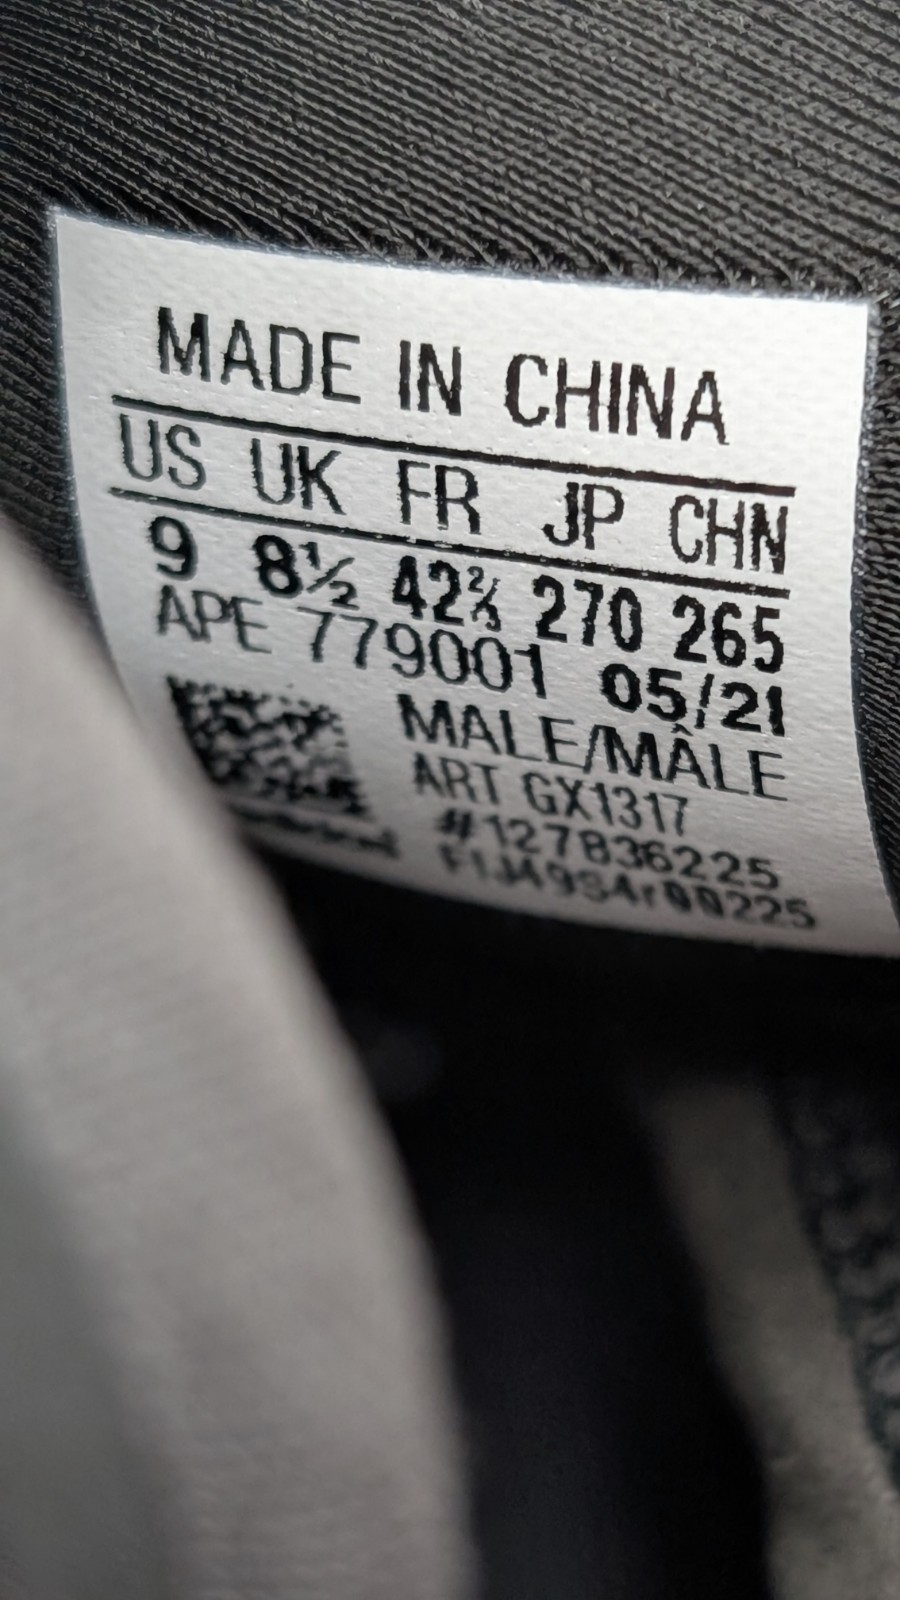 MADE IN CHINA
US UK FR JP CHN
9 8½ 42⅔ 270 265
APE 779001 05/21
MALE/MÂLE
ART GX1317
#127836225